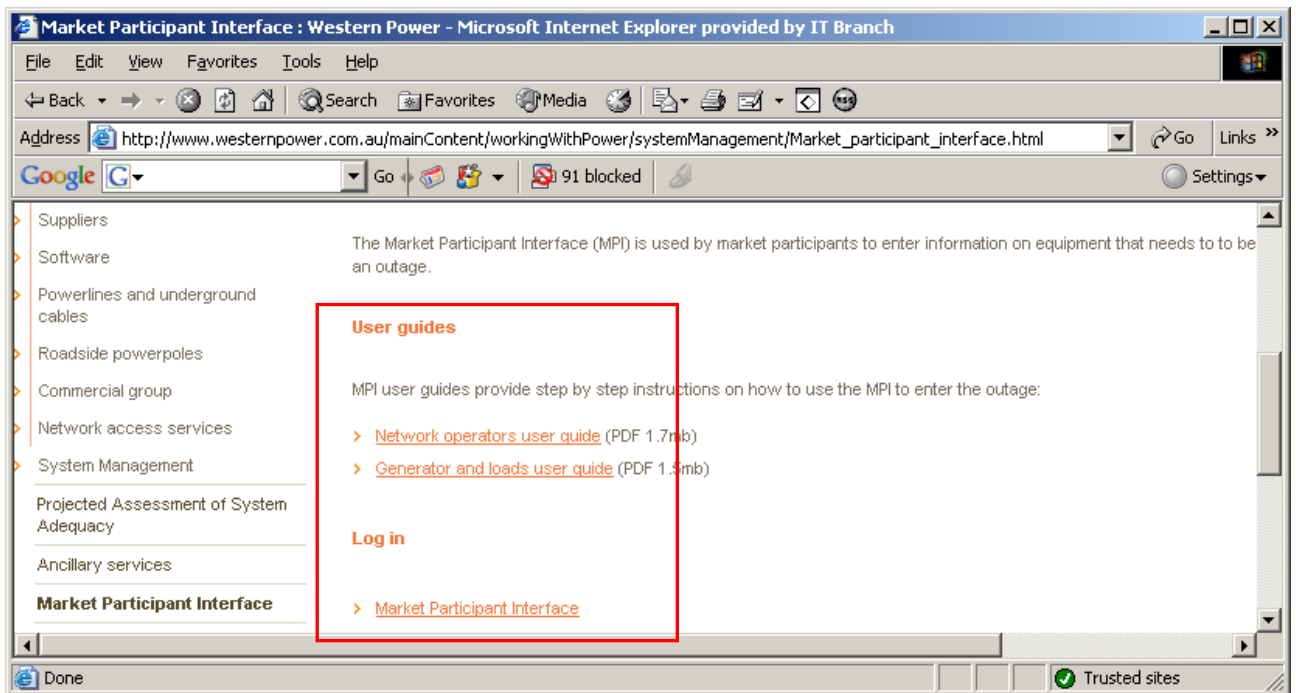 Market Participant Interface : Western Power - Microsoft Internet Explorer provided by IT Branch
File Edit View Favorites Tools Help
Back Search Favorites Media
Address http://www.westernpower.com.au/mainContent/workingWithPower/systemManagement/Market_participant_interface.html Go Links »
Google G Go 91 blocked Settings
Suppliers
Software
Powerlines and underground
cables
Roadside powerpoles
Commercial group
Network access services
System Management
Projected Assessment of System
Adequacy
Ancillary services
Market Participant Interface
The Market Participant Interface (MPI) is used by market participants to enter information on equipment that needs to to be
an outage.
User guides
MPI user guides provide step by step instructions on how to use the MPI to enter the outage:
Network operators user guide (PDF 1.7mb)
Generator and loads user guide (PDF 1.5mb)
Log in
Market Participant Interface
Done Trusted sites